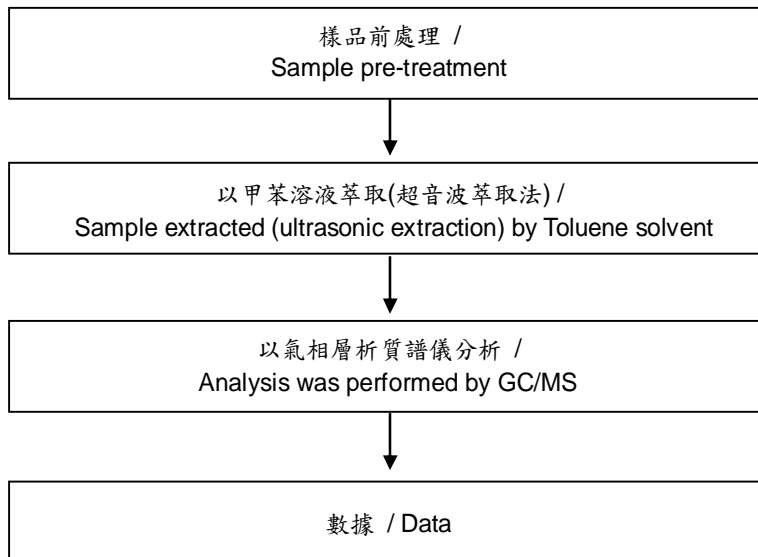 樣品前處理 /
Sample pre-treatment
以甲苯溶液萃取(超音波萃取法) /
Sample extracted (ultrasonic extraction) by Toluene solvent
以氣相層析質譜儀分析 /
Analysis was performed by GC/MS
數據 / Data